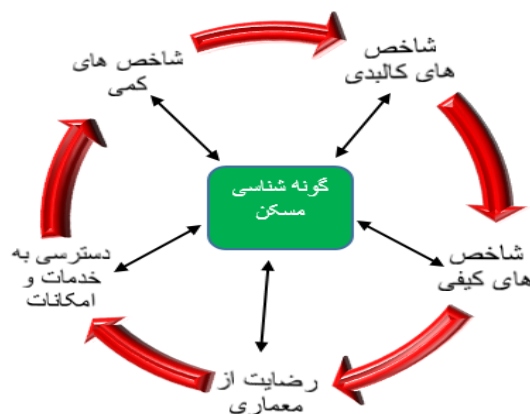 شاخص های
کمی
شاخص
های کالبدی
گونه شناسی
مسکن
شاخص
های کیفی
دسترسی به
خدمات و
امکانات
رضایت از
معماری